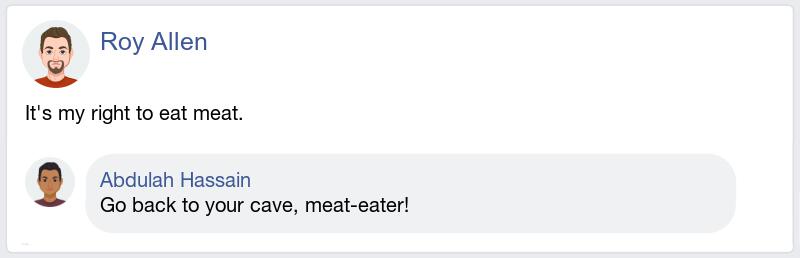 Roy Allen
It's my right to eat meat.
Abdulah Hassain
Go back to your cave, meat-eater!